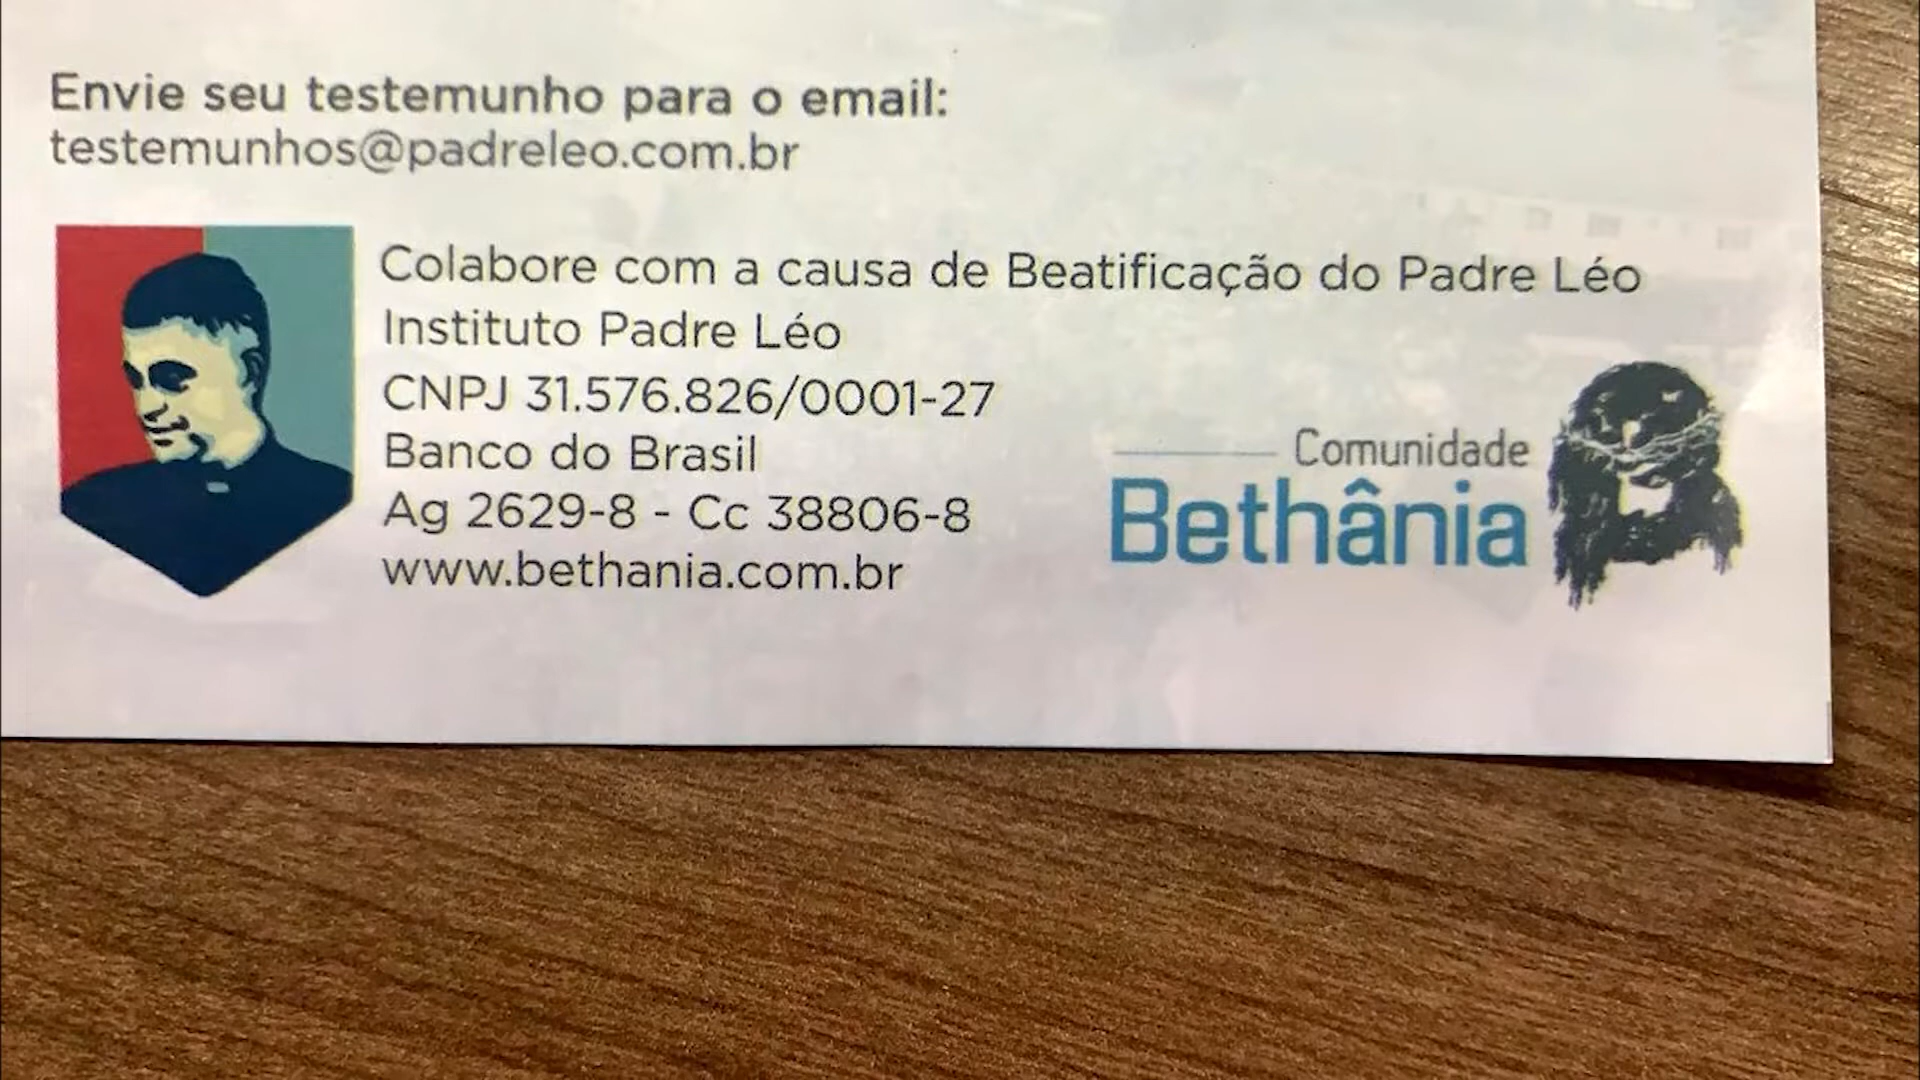 Envie seu testemunho para o email:
testemunhos@padreleo.com.br
Colabore com a causa de Beatificação do Padre Léo
Instituto Padre Léo
CNPJ 31.576.826/0001-27
Banco do Brasil
Ag 2629-8 - Cc 38806-8
www.bethania.com.br
Comunidade
Bethânia